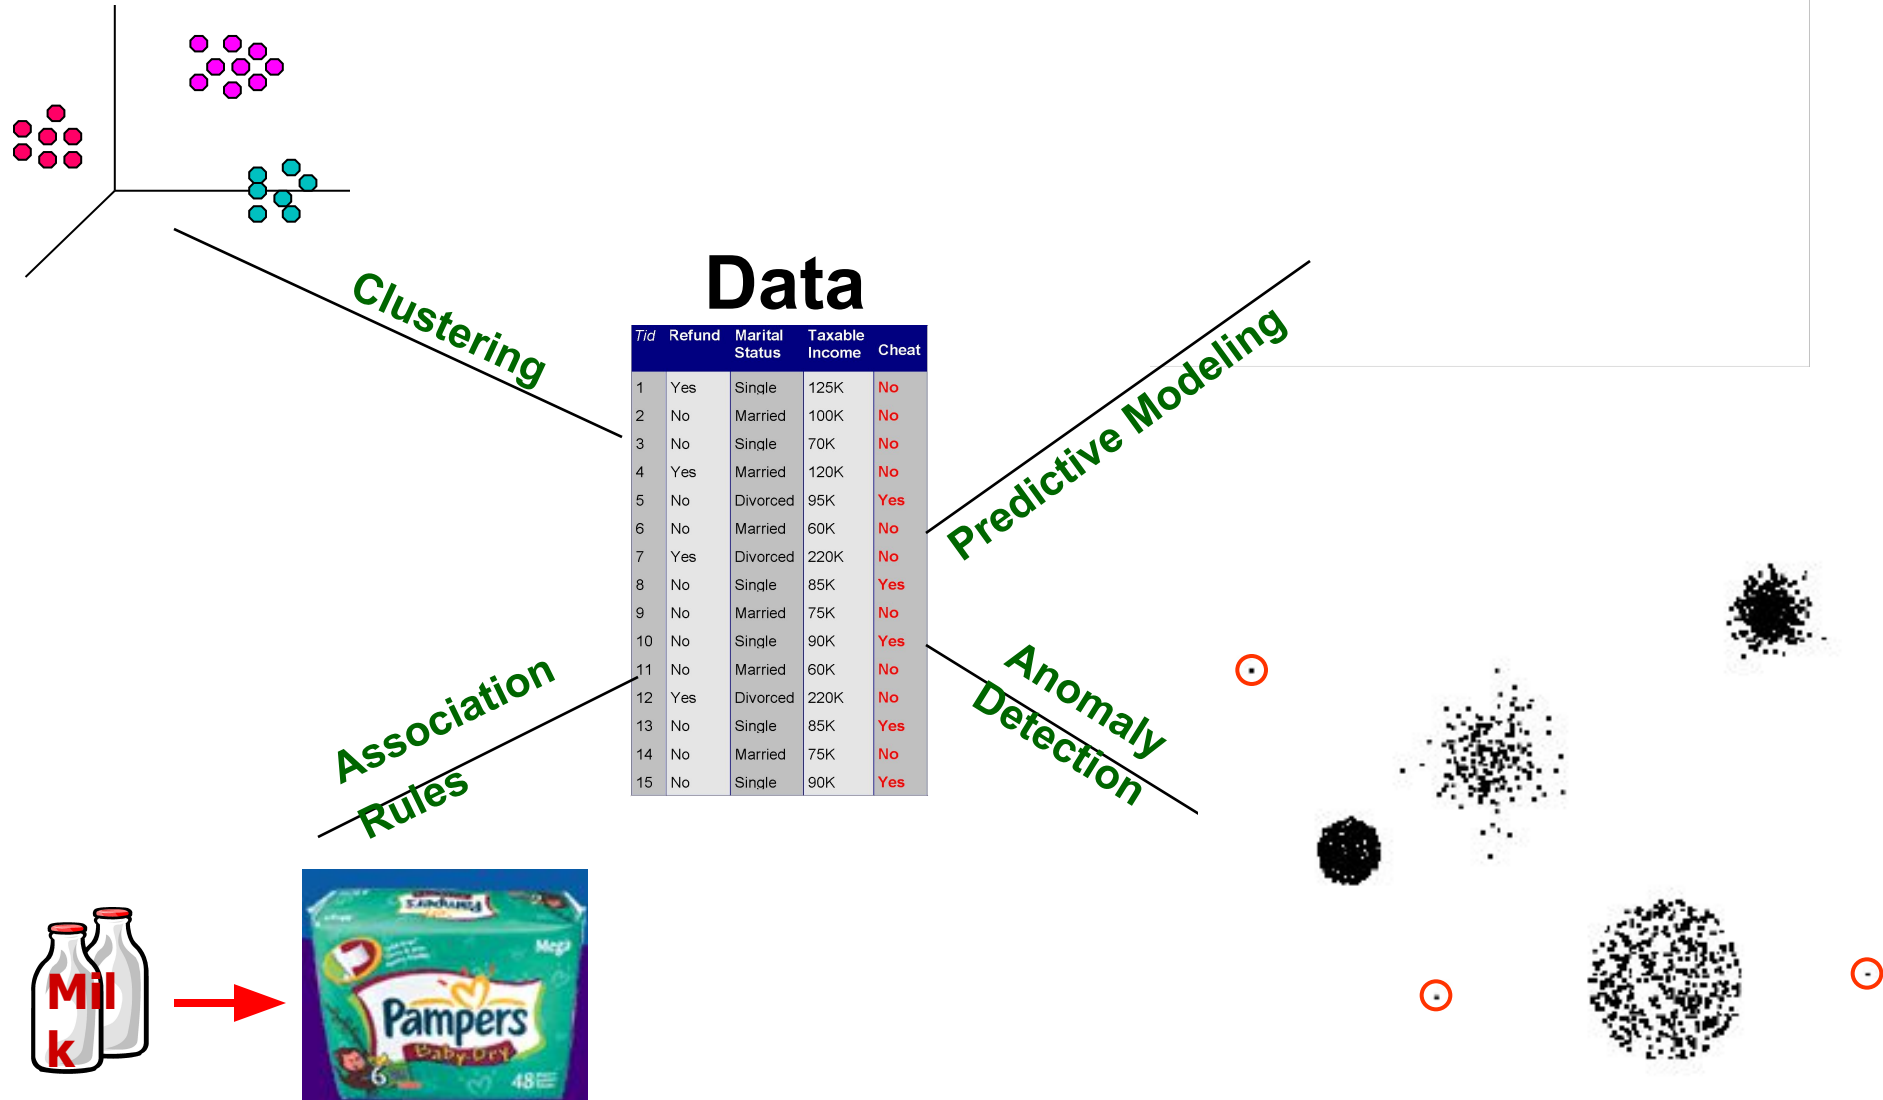 Clustering
Data
Tid Refund Marital Status Taxable Income Cheat
1 Yes Single 125K No
2 No Married 100K No
3 No Single 70K No
4 Yes Married 120K No
5 No Divorced 95K Yes
6 No Married 60K No
7 Yes Divorced 220K No
8 No Single 85K Yes
9 No Married 75K No
10 No Single 90K Yes
11 No Married 60K No
12 Yes Divorced 220K No
13 No Single 85K Yes
14 No Married 75K No
15 No Single 90K Yes
Predictive Modeling
Association
Rules
Anomaly
Detection
Mil
k
Pampers
Mega
Pampers
Baby-Dry
6
48